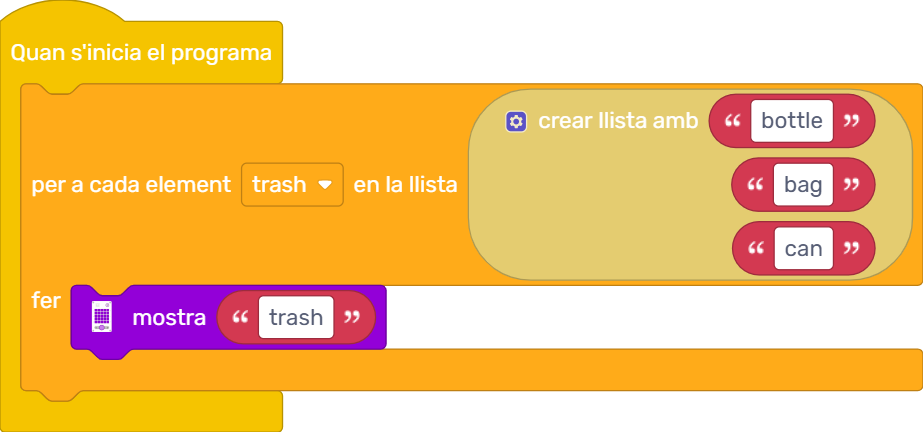 Quan s'inicia el programa
crear llista amb “ bottle ”
per a cada element trash en la llista “ bag ”
“ can ”
fer
mostra “ trash ”